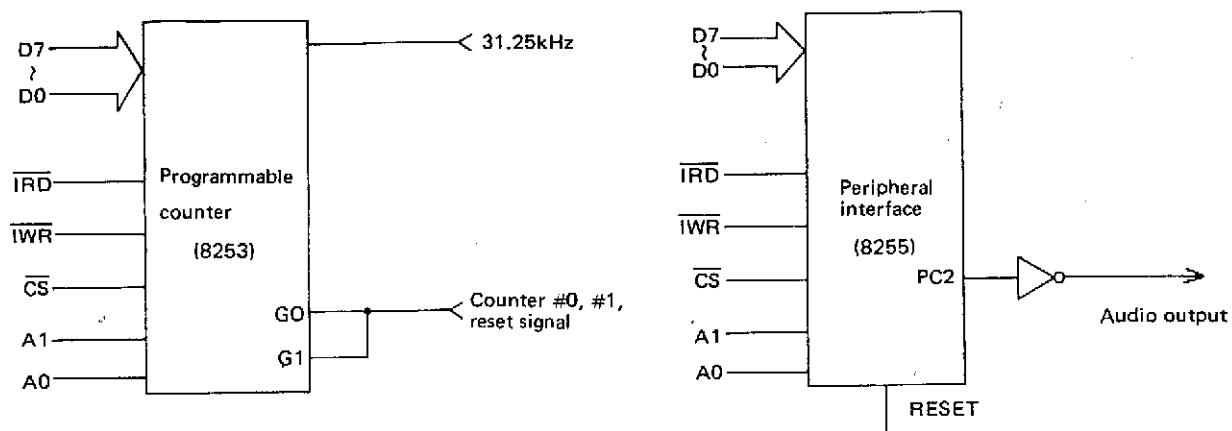 D7
~
D0
IRD
IWR
CS
A1
A0
Programmable
counter
(8253)
G0
G1
31.25kHz
Counter #0, #1,
reset signal
D7
~
D0
IRD
IWR
CS
A1
A0
Peripheral
interface
(8255)
PC2
RESET
Audio output